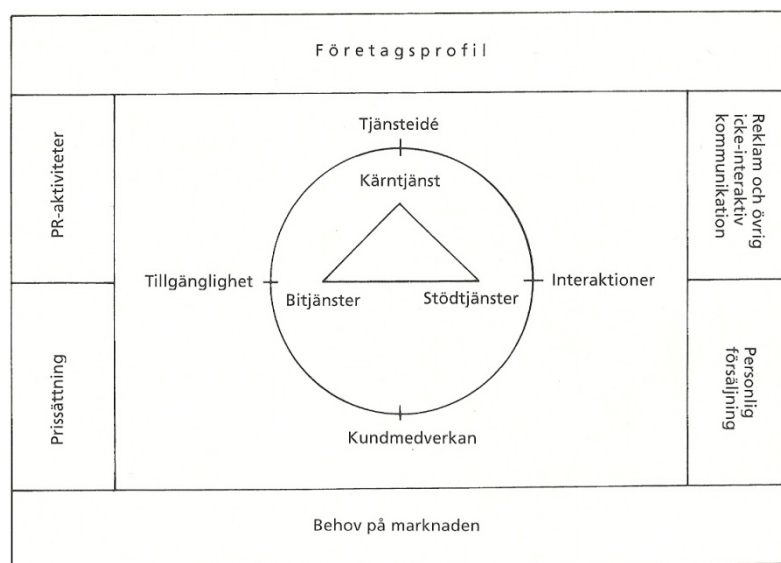 Företagsprofil
PR-aktiviteter
Prissättning
Tjänsteidé
Kärntjänst
Tillgänglighet
Bitjänster
Stödtjänster
Interaktioner
Kundmedverkan
Reklam och övrig
icke-interaktiv
kommunikation
Personlig
försäljning
Behov på marknaden